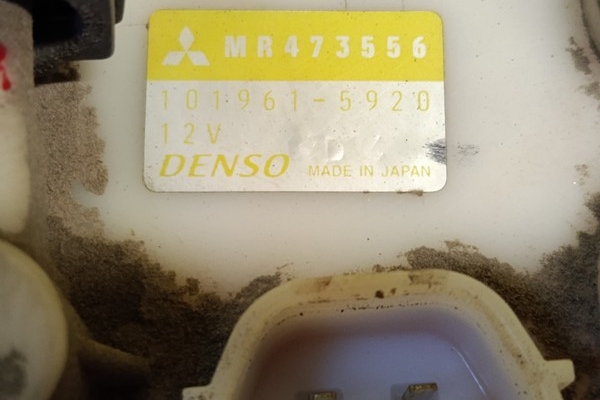 MR473556
101961-5920
12V
DENSO MADE IN JAPAN